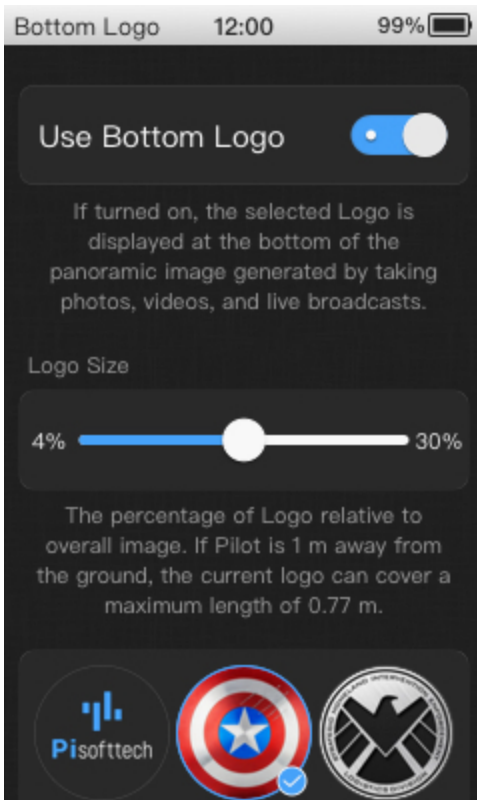 Bottom Logo 12:00 99%
Use Bottom Logo
If turned on, the selected Logo is
displayed at the bottom of the
panoramic image generated by taking
photos, videos, and live broadcasts.
Logo Size
4% 30%
The percentage of Logo relative to
overall image. If Pilot is 1 m away from
the ground, the current logo can cover a
maximum length of 0.77 m.
Pisofttech
LOGISTICS DIVISION